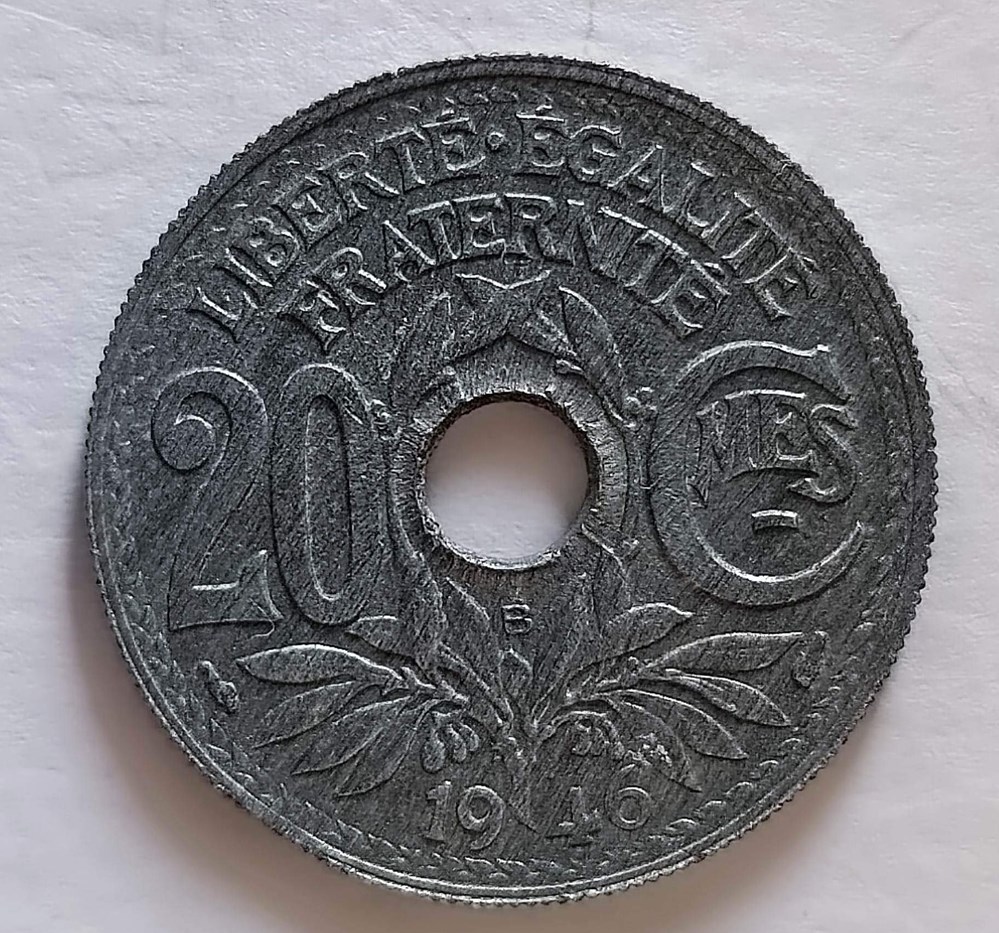 LIBERTÉ·ÉGALITÉ
FRATERNITÉ
20 CMES
B
1946